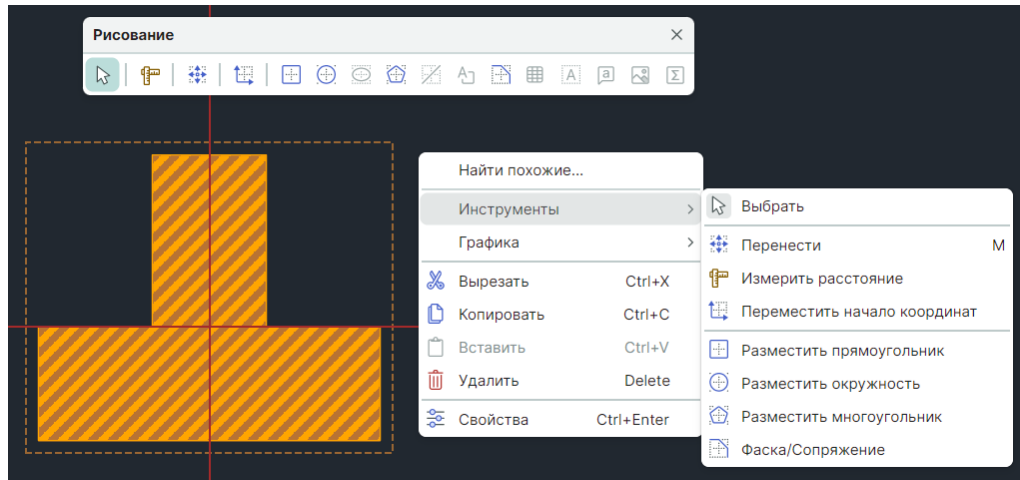 Рисование
Найти похожие...
Инструменты
Графика
Вырезать Ctrl+X
Копировать Ctrl+C
Вставить Ctrl+V
Удалить Delete
Свойства Ctrl+Enter
Выбрать
Перенести M
Измерить расстояние
Переместить начало координат
Разместить прямоугольник
Разместить окружность
Разместить многоугольник
Фаска/Сопряжение